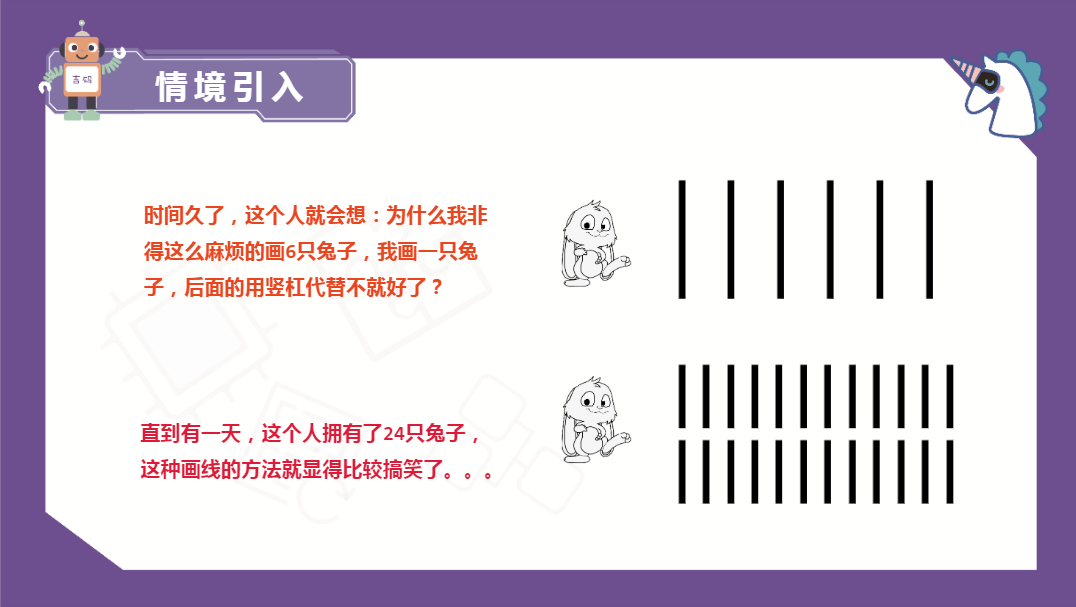 吉码
情境引入
时间久了，这个人就会想：为什么我非
得这么麻烦的画6只兔子，我画一只兔
子，后面的用竖杠代替不就好了？
直到有一天，这个人拥有了24只兔子，
这种画线的方法就显得比较搞笑了。。。